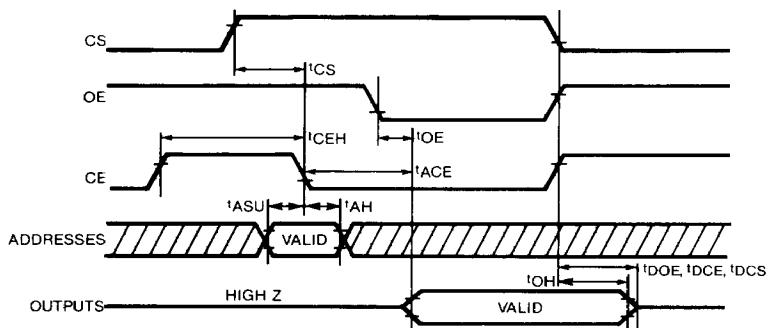 CS
tCS
OE
tOE
tCEH
tACE
CE
tASU
tAH
ADDRESSES
VALID
tDOE, tDCE, tDCS
tOH
HIGH Z
OUTPUTS
VALID